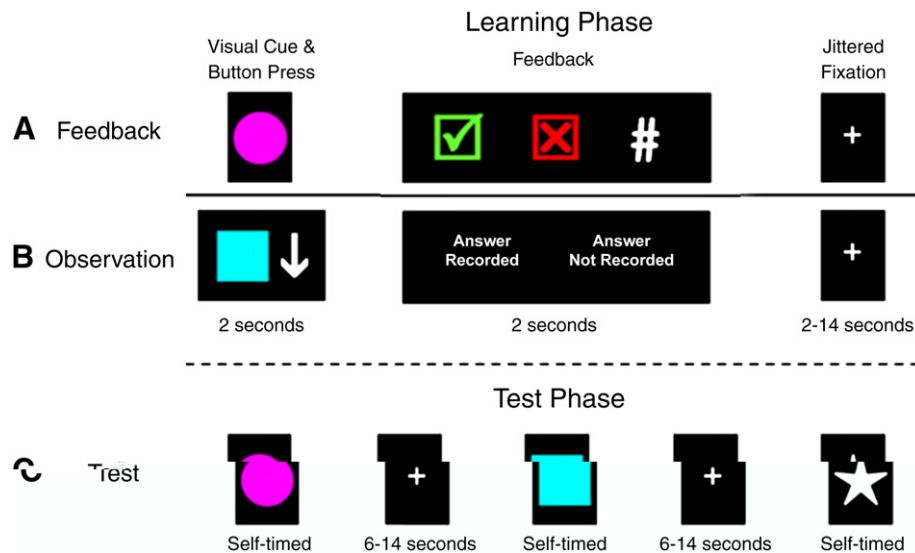 Learning Phase
Visual Cue &
Button Press
Feedback
Jittered
Fixation
A Feedback
#
B Observation
Answer
Recorded
Answer
Not Recorded
2 seconds
2 seconds
2-14 seconds
Test Phase
Self-timed
6-14 seconds
Self-timed
6-14 seconds
Self-timed